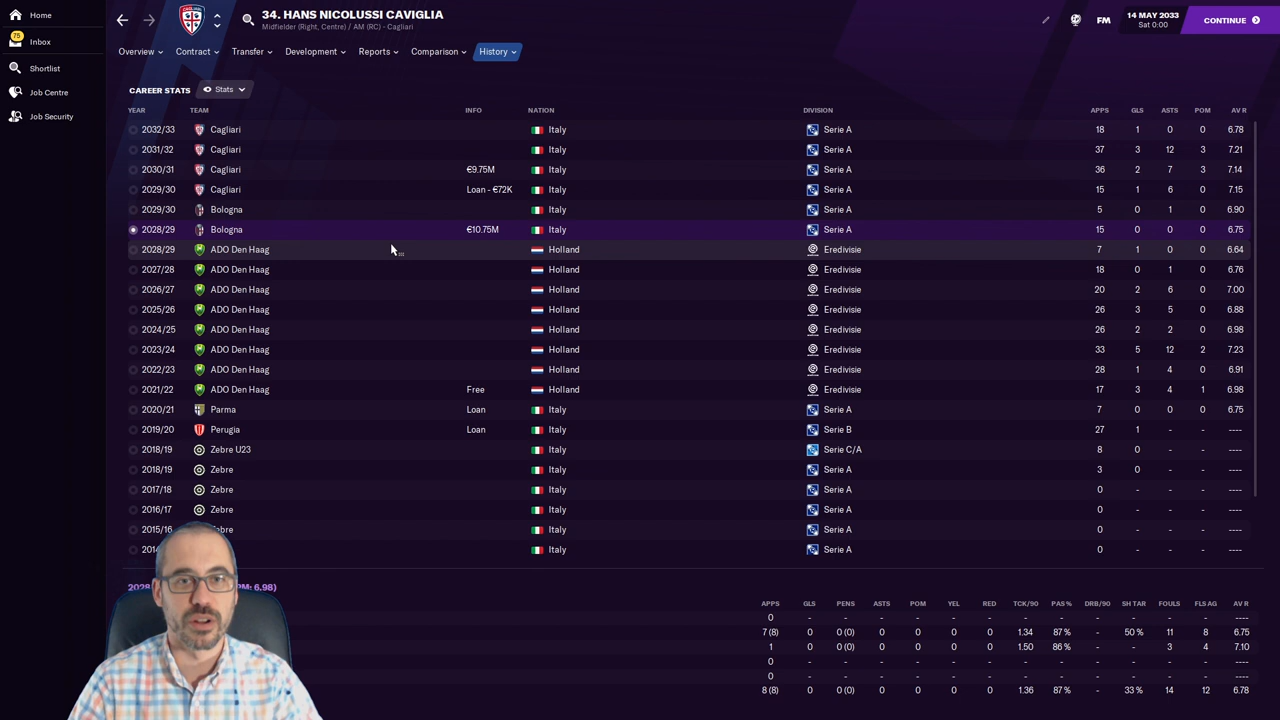 Home
75
Inbox
Shortlist
Job Centre
Job Security
34. HANS NICOLUSSI CAVIGLIA
Midfielder (Right, Centre) / AM (RC) - Cagliari
FM
14 MAY 2033
Sat 0:00
CONTINUE
Overview Contract Transfer Development Reports Comparison History
CAREER STATS Stats
YEAR TEAM INFO NATION DIVISION APPS GLS ASTS POM AV R
2032/33 Cagliari Italy Serie A 18 1 0 0 6.78
2031/32 Cagliari Italy Serie A 37 3 12 3 7.21
2030/31 Cagliari €9.75M Italy Serie A 36 2 7 3 7.14
2029/30 Cagliari Loan - €72K Italy Serie A 15 1 6 0 7.15
2029/30 Bologna Italy Serie A 5 0 1 0 6.90
2028/29 Bologna €10.75M Italy Serie A 15 0 0 0 6.75
2028/29 ADO Den Haag Holland Eredivisie 7 1 0 0 6.64
2027/28 ADO Den Haag Holland Eredivisie 18 0 1 0 6.76
2026/27 ADO Den Haag Holland Eredivisie 20 2 6 0 7.00
2025/26 ADO Den Haag Holland Eredivisie 26 3 5 0 6.88
2024/25 ADO Den Haag Holland Eredivisie 26 2 2 0 6.98
2023/24 ADO Den Haag Holland Eredivisie 33 5 12 2 7.23
2022/23 ADO Den Haag Holland Eredivisie 28 1 4 0 6.91
2021/22 ADO Den Haag Free Holland Eredivisie 17 3 4 1 6.98
2020/21 Parma Loan Italy Serie A 7 0 0 0 6.75
2019/20 Perugia Loan Italy Serie B 27 1 - - ----
2018/19 Zebre U23 Italy Serie C/A 8 0 - - ----
2018/19 Zebre Italy Serie A 3 0 - - ----
2017/18 Zebre Italy Serie A 0 - - - ----
2016/17 Zebre Italy Serie A 0 - - - ----
2015/16 Zebre Italy Serie A 0 - - - ----
Italy Serie A 0 - - - ----
6.98)
APPS GLS PENS ASTS POM YEL RED TCK/90 PAS % DRB/90 SH TAR FOULS FLS AG AV R
0 - - - - - - - - - - - - ----
7 (8) 0 0 (0) 0 0 0 0 1.34 87 % - 50 % 11 8 6.75
1 0 0 (0) 0 0 0 0 1.50 86 % - - 3 4 7.10
0 - - - - - - - - - - - - ----
0 - - - - - - - - - - - - ----
8 (8) 0 0 (0) 0 0 0 0 1.36 87 % - 33 % 14 12 6.78